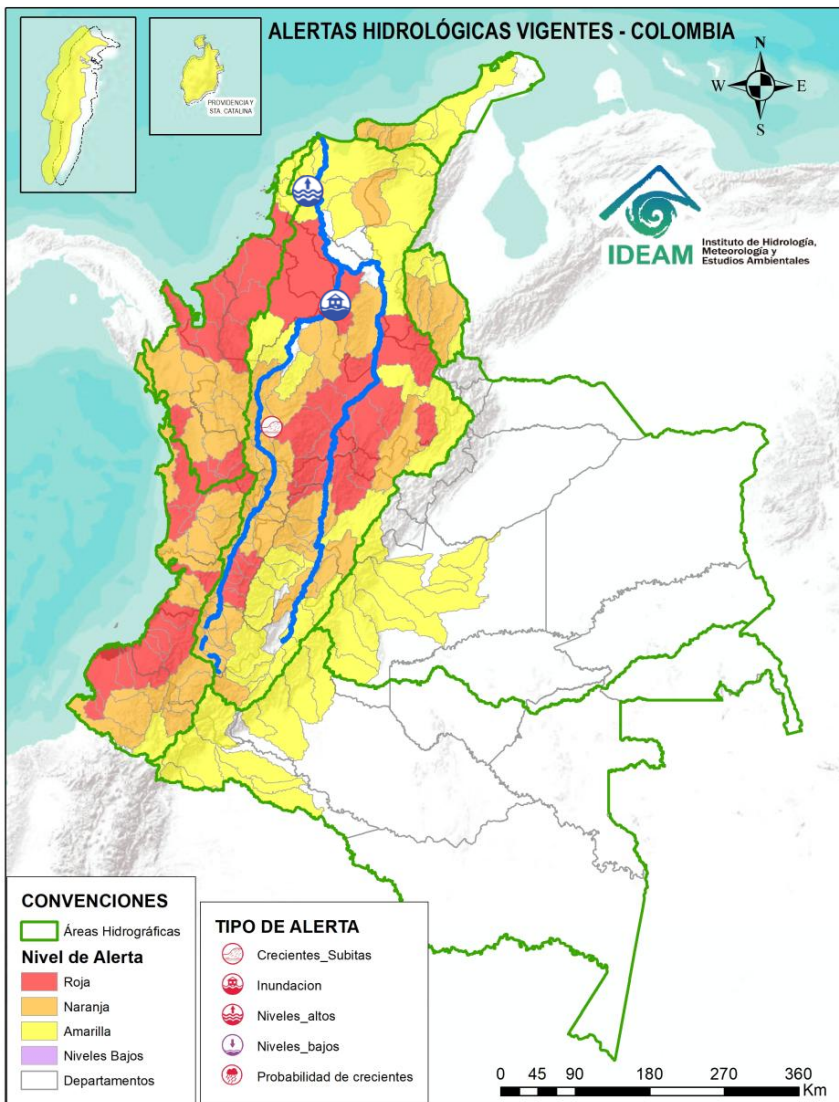 ALERTAS HIDROLÓGICAS VIGENTES - COLOMBIA
PROVIDENCIA Y
STA. CATALINA
N
W
E
S
IDEAM
Instituto de Hidrología,
Meteorología y
Estudios Ambientales
CONVENCIONES
Áreas Hidrográficas
Nivel de Alerta
Roja
Naranja
Amarilla
Niveles Bajos
Departamentos
TIPO DE ALERTA
Crecientes_Subitas
Inundacion
Niveles_altos
Niveles_bajos
Probabilidad de crecientes
0 45 90 180 270 360
Km